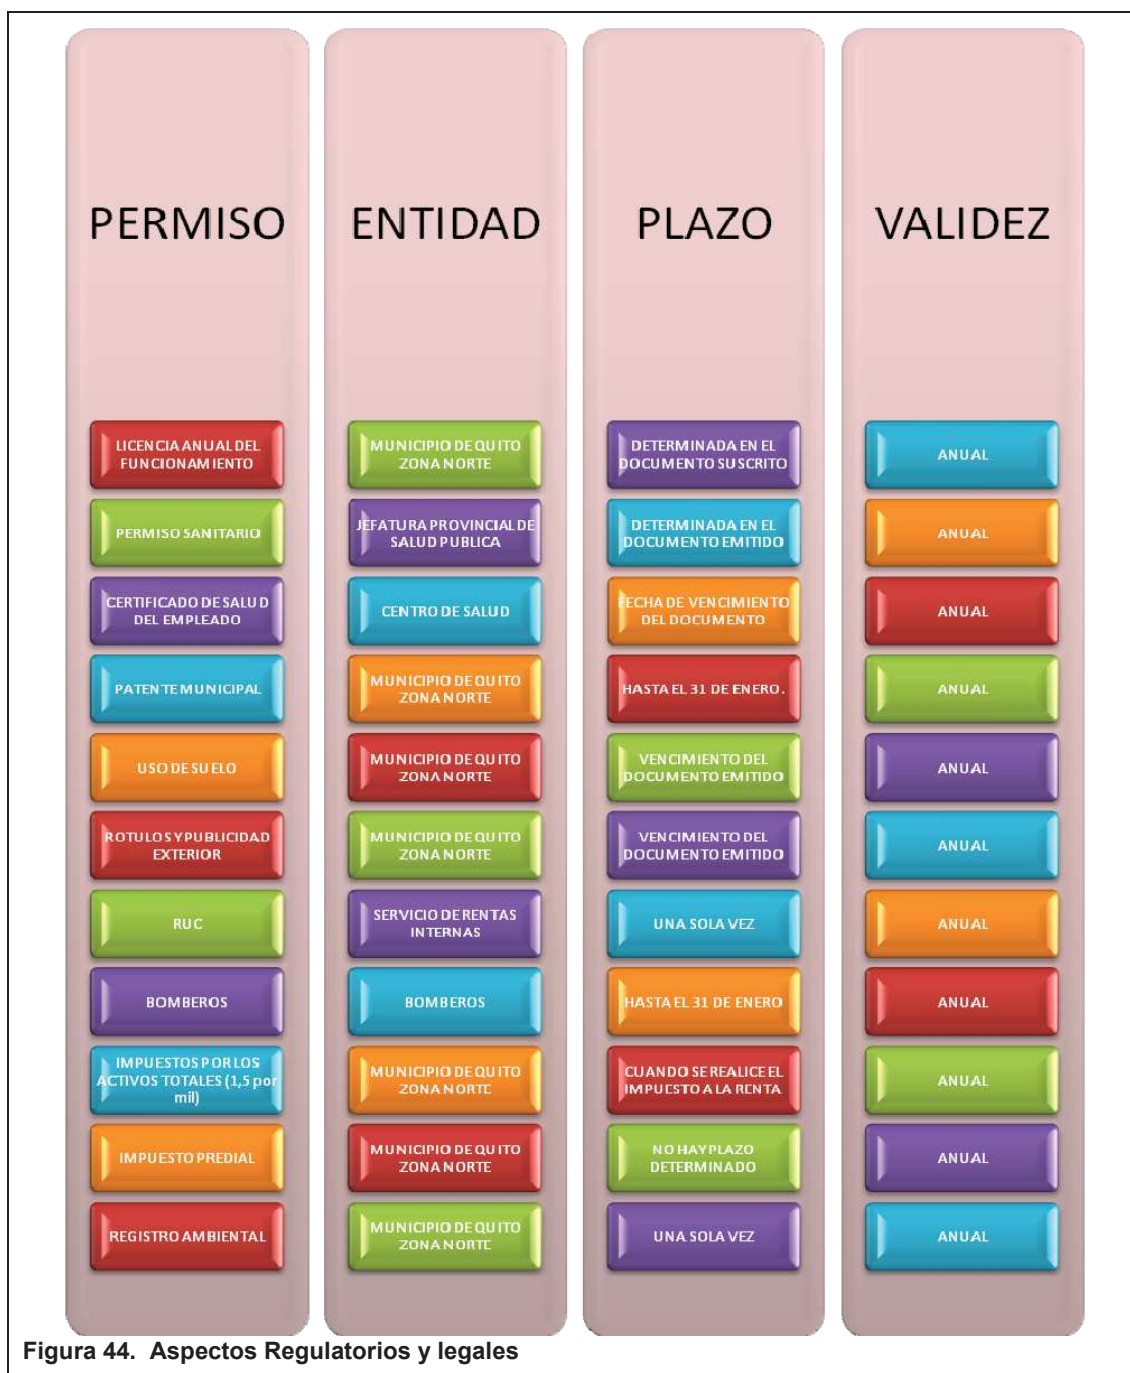 PERMISO
ENTIDAD
PLAZO
VALIDEZ
LICENCIA ANUAL DEL
FUNCIONAMIENTO
MUNICIPIO DE QUITO
ZONA NORTE
DETERMINADA EN EL
DOCUMENTO SUSCRITO
ANUAL
PERMISO SANITARIO
JEFATURA PROVINCIAL DE
SALUD PUBLICA
DETERMINADA EN EL
DOCUMENTO EMITIDO
ANUAL
CERTIFICADO DE SALUD
DEL EMPLEADO
CENTRO DE SALUD
FECHA DE VENCIMIENTO
DEL DOCUMENTO
ANUAL
PATENTE MUNICIPAL
MUNICIPIO DE QUITO
ZONA NORTE
HASTA EL 31 DE ENERO.
ANUAL
USO DE SUELO
MUNICIPIO DE QUITO
ZONA NORTE
VENCIMIENTO DEL
DOCUMENTO EMITIDO
ANUAL
ROTULOS Y PUBLICIDAD
EXTERIOR
MUNICIPIO DE QUITO
ZONA NORTE
VENCIMIENTO DEL
DOCUMENTO EMITIDO
ANUAL
RUC
SERVICIO DE RENTAS
INTERNAS
UNA SOLA VEZ
ANUAL
BOMBEROS
BOMBEROS
HASTA EL 31 DE ENERO
ANUAL
IMPUESTOS POR LOS
ACTIVOS TOTALES (1,5 por
mil)
MUNICIPIO DE QUITO
ZONA NORTE
CUANDO SE REALICE EL
IMPUESTO A LA RENTA
ANUAL
IMPUESTO PREDIAL
MUNICIPIO DE QUITO
ZONA NORTE
NO HAY PLAZO
DETERMINADO
ANUAL
REGISTRO AMBIENTAL
MUNICIPIO DE QUITO
ZONA NORTE
UNA SOLA VEZ
ANUAL
Figura 44. Aspectos Regulatorios y legales